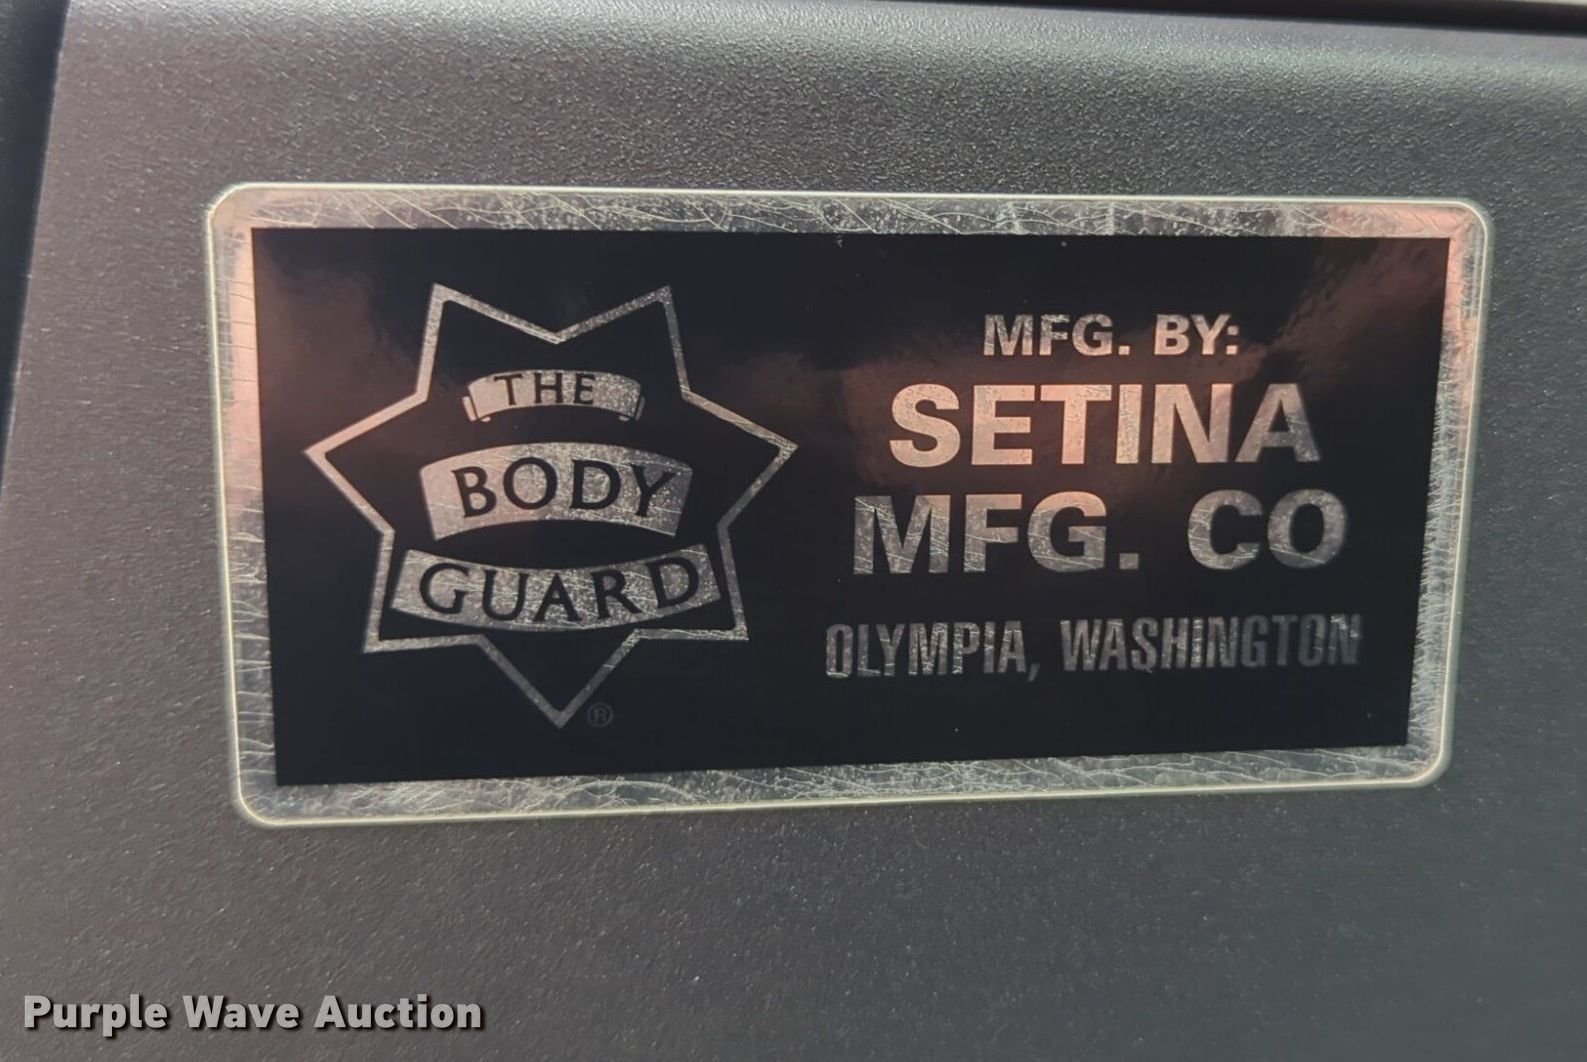 THE
BODY
GUARD
®
MFG. BY:
SETINA
MFG. CO
OLYMPIA, WASHINGTON
Purple Wave Auction